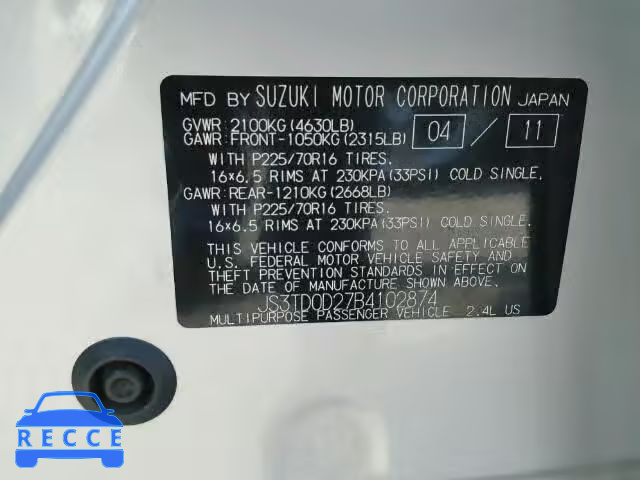 MFD BY SUZUKI MOTOR CORPORATION JAPAN
GVWR: 2100KG(4630LB)
GAWR: FRONT-1050KG(2315LB) 04 / 11
WITH P225/70R16 TIRES.
16×6.5 RIMS AT 230KPA(33PSI) COLD SINGLE.
GAWR: REAR-1210KG(2668LB)
WITH P225/70R16 TIRES.
16×6.5 RIMS AT 230KPA(33PSI) COLD SINGLE.
THIS VEHICLE CONFORMS TO ALL APPLICABLE
U.S. FEDERAL MOTOR VEHICLE SAFETY AND
THEFT PREVENTION STANDARDS IN EFFECT ON
THE DATE OF MANUFACTURE SHOWN ABOVE.
JS3TD0D27B4102874
MULTIPURPOSE PASSENGER VEHICLE 2.4L US
RECCE